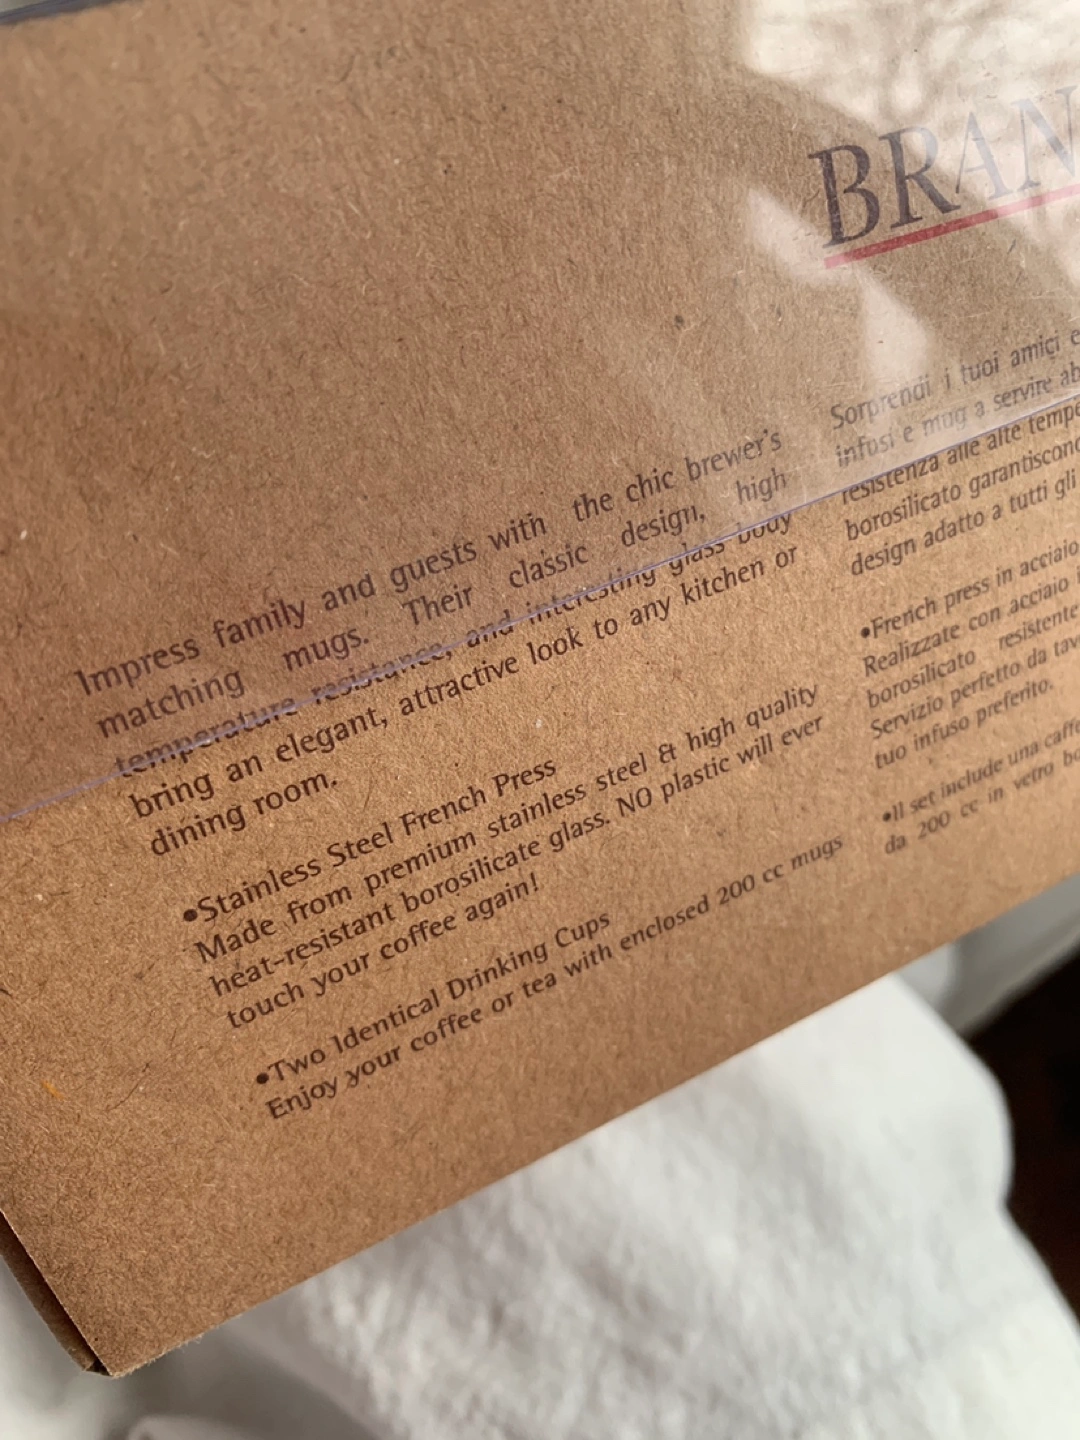 BRAN
Impress family and guests with the chic brewer's
matching mugs. Their classic design, high
temperature resistance, and interesting glass body
bring an elegant, attractive look to any kitchen or
dining room.
•Stainless Steel French Press
Made from premium stainless steel & high quality
heat-resistant borosilicate glass. NO plastic will ever
touch your coffee again!
•Two Identical Drinking Cups
Enjoy your coffee or tea with enclosed 200 cc mugs
Sorprendi i tuoi amici e
infusi e mug a servire ab
resistenza alle alte tempe
borosilicato garantiscono
design adatto a tutti gli
•French press in acciaio
Realizzate con acciaio i
borosilicato resistente
Servizio perfetto da tav
tuo infuso preferito.
•Il set include una caffe
da 200 cc in vetro bo